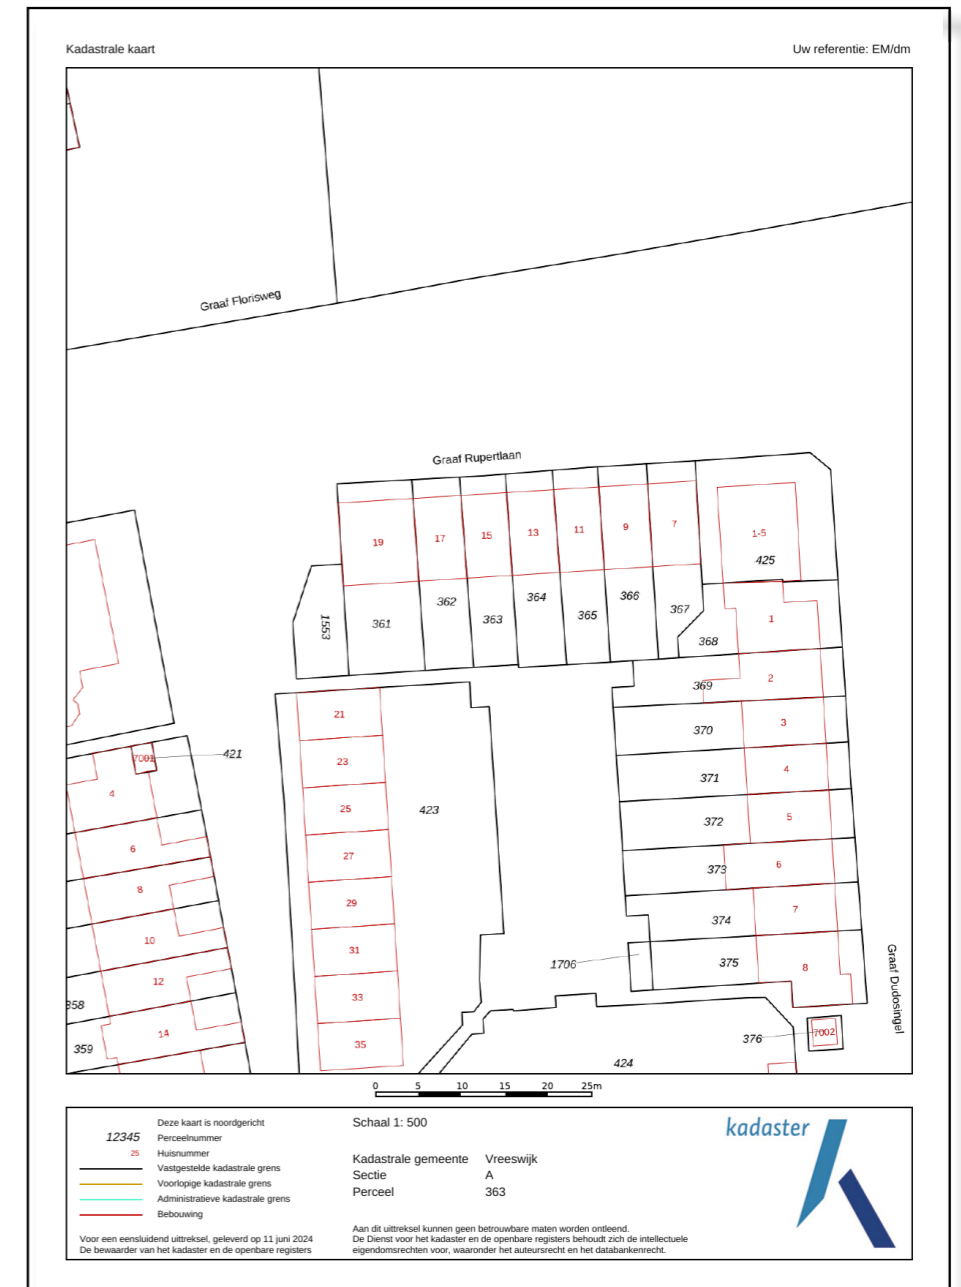 Kadastrale kaart
Uw referentie: EM/dm
Graaf Florisweg
Graaf Rupertlaan
19
17
15
13
11
9
7
1-5
425
1553
361
362
363
364
365
366
367
368
1
369
2
370
3
371
4
372
5
373
6
374
7
375
8
1706
376
7002
424
Graaf Dudosingel
21
23
25
27
29
31
33
35
423
7001
421
4
6
8
10
12
14
358
359
0 5 10 15 20 25m
Deze kaart is noordgericht
12345 Perceelnummer
25 Huisnummer
Vastgestelde kadastrale grens
Voorlopige kadastrale grens
Administratieve kadastrale grens
Bebouwing
Voor een eensluidend uittreksel, geleverd op 11 juni 2024
De bewaarder van het kadaster en de openbare registers
Schaal 1: 500
Kadastrale gemeente Vreeswijk
Sectie A
Perceel 363
Aan dit uittreksel kunnen geen betrouwbare maten worden ontleend.
De Dienst voor het kadaster en de openbare registers behoudt zich de intellectuele
eigendomsrechten voor, waaronder het auteursrecht en het databankenrecht.
kadaster